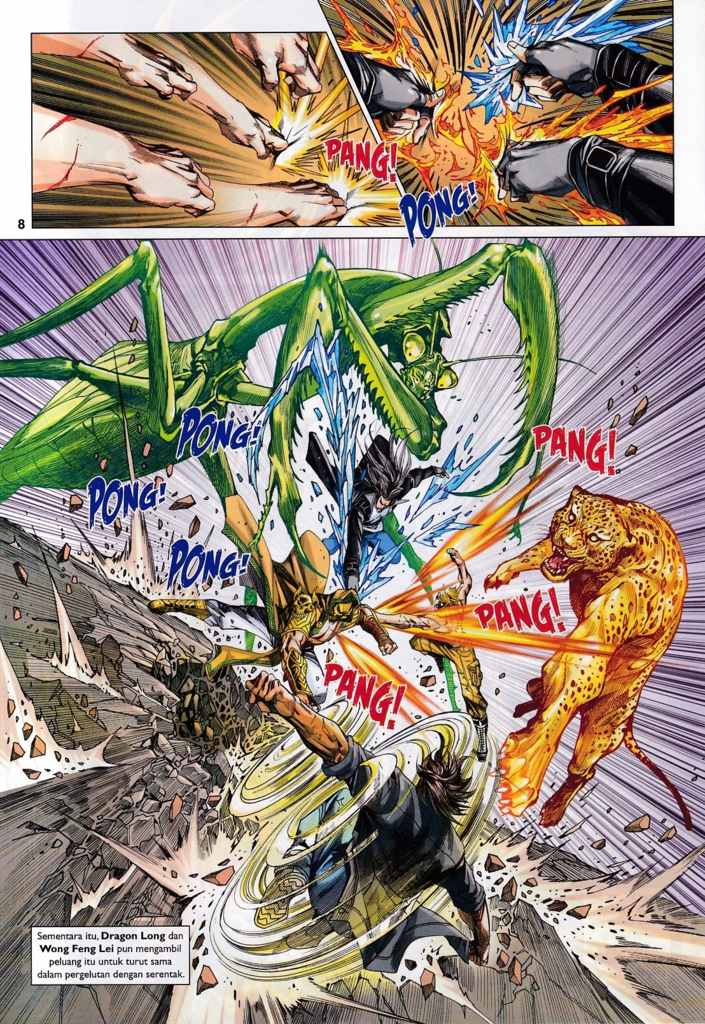 PANG!
PONG!
8
PONG!
PANG!
PONG!
PONG!
PANG!
PANG!
Sementara itu, Dragon Long dan
Wong Feng Lei pun mengambil
peluang itu untuk turut sama
dalam pergelutan dengan serentak.